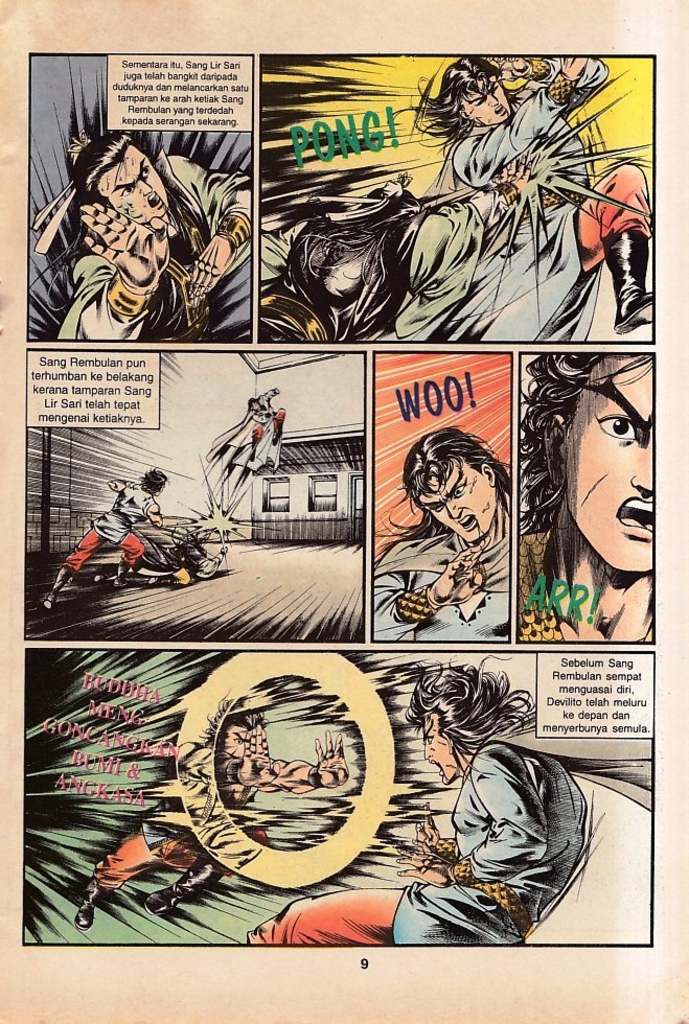 Sementara itu, Sang Lir Sari
juga telah bangkit daripada
duduknya dan melancarkan satu
tamparan ke arah ketiak Sang
Rembulan yang terdedah
kepada serangan sekarang.
PONG!
Sang Rembulan pun
terhumban ke belakang
kerana tamparan Sang
Lir Sari telah tepat
mengenai ketiaknya.
WOO!
ARR!
BUDDHA
MENG-
GONCANGKAN
BUMI &
ANGKASA
Sebelum Sang
Rembulan sempat
menguasai diri,
Devilito telah meluru
ke depan dan
menyerbunya semula.
9